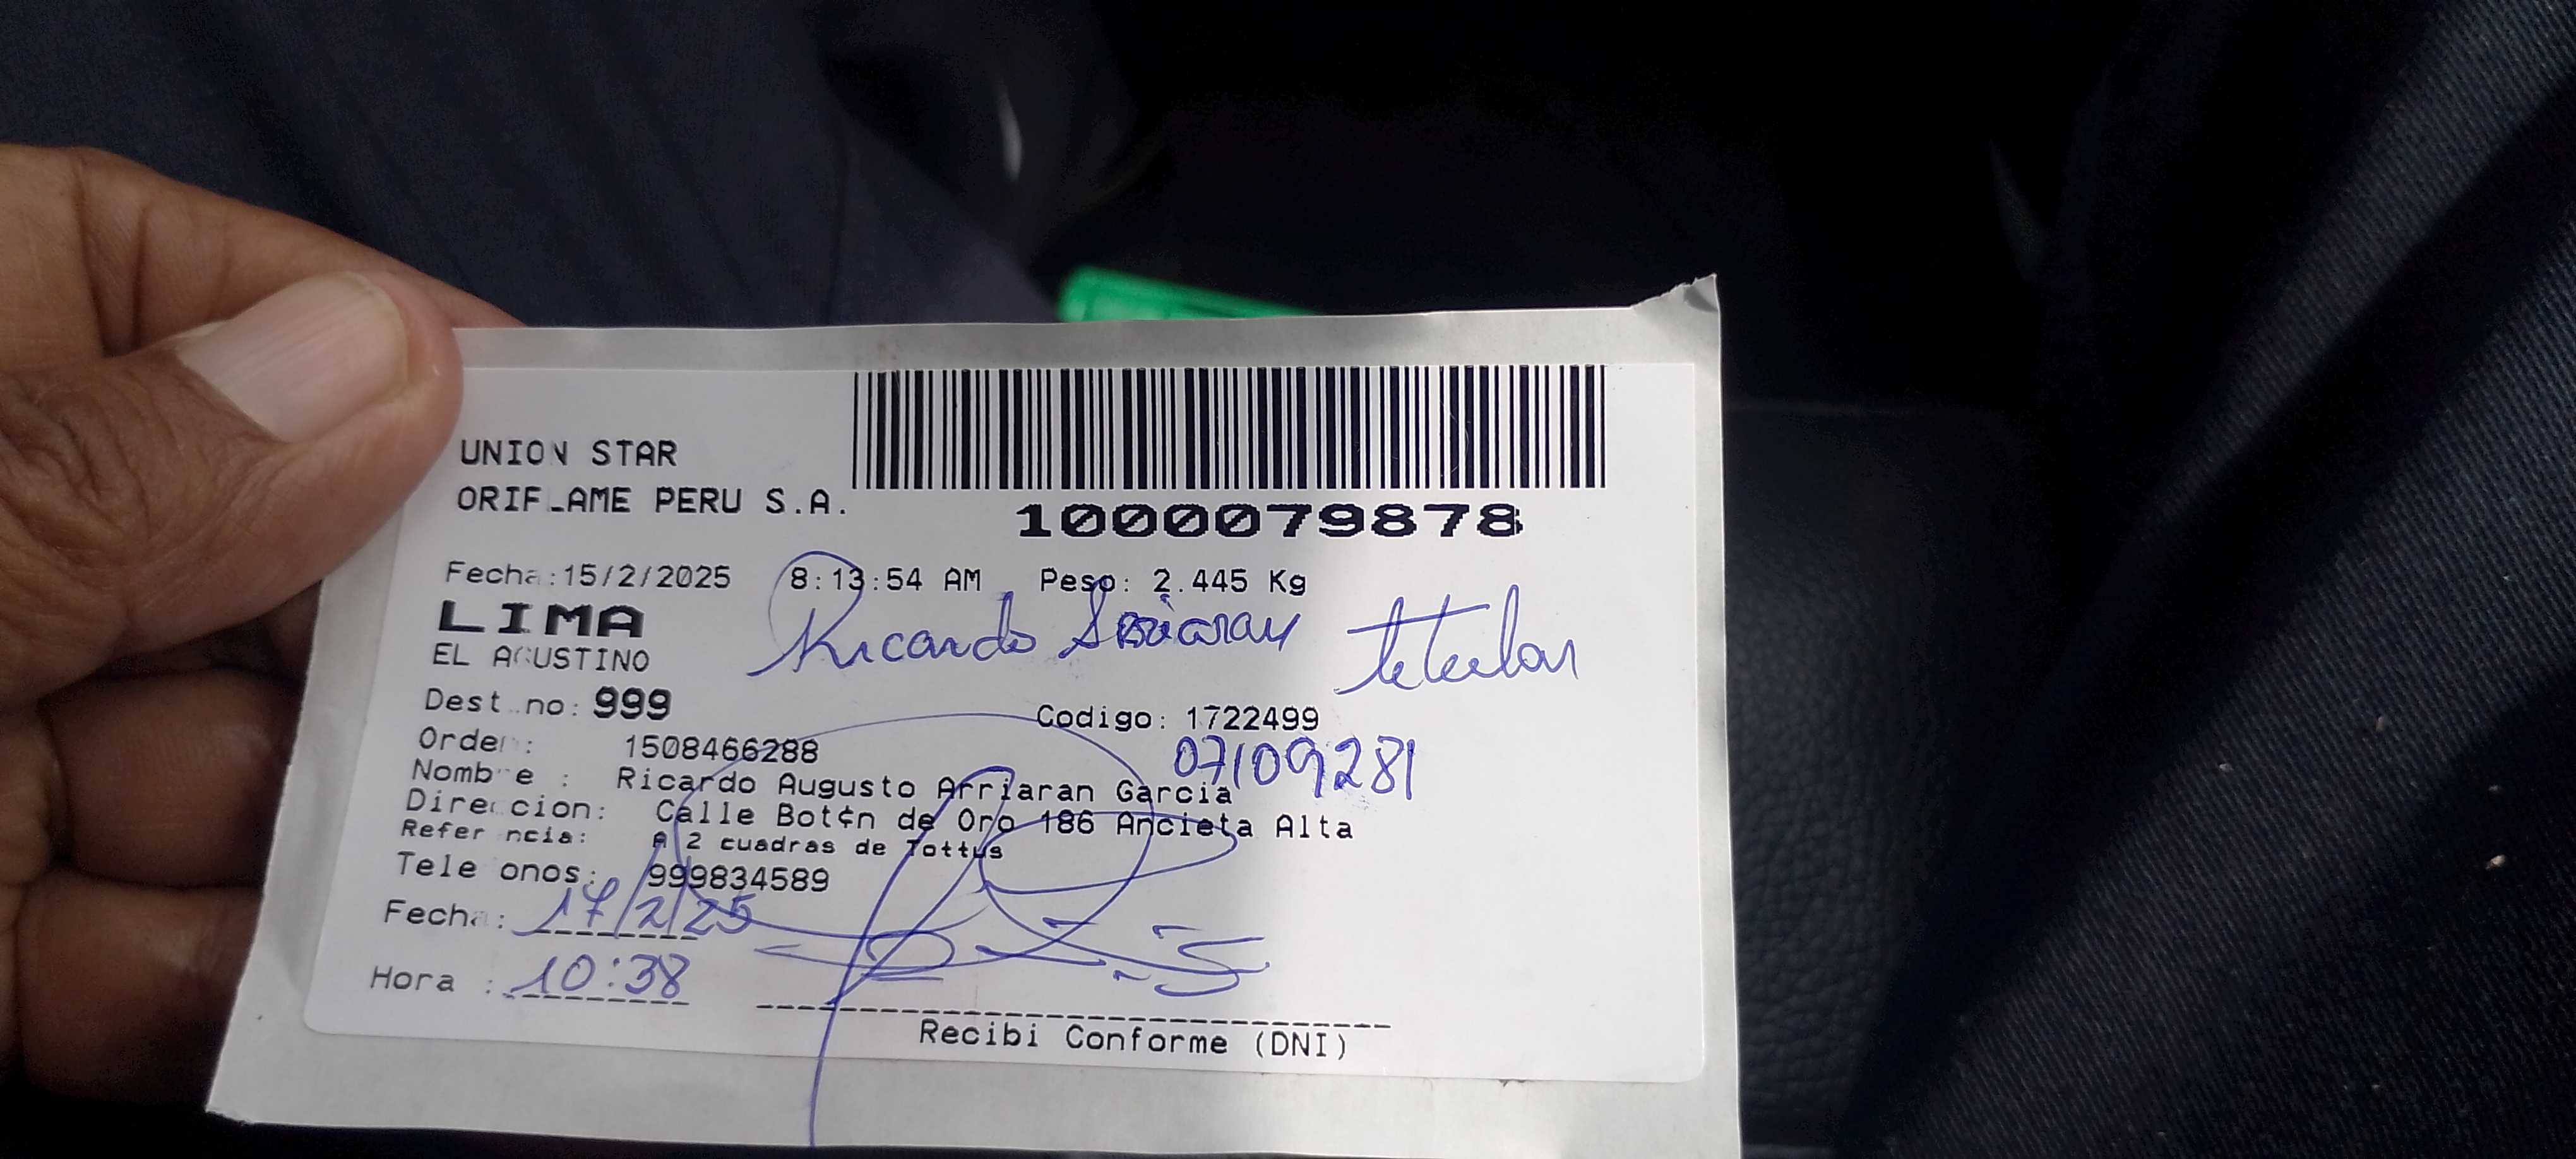 UNION STAR
ORIFLAME PERU S.A.
1000079878
Fecha:15/2/2025 8:13:54 AM Peso: 2.445 Kg
LIMA
Ricardo Arriaran titular
EL AGUSTINO
Destino: 999 Codigo: 1722499
Orden: 1508466288 07109281
Nombre : Ricardo Augusto Arriaran Garcia
Direccion: Calle Bot¢n de Oro 186 Ancieta Alta
Referencia: A 2 cuadras de Tottus
Telefonos: 999834589
Fecha: 17/2/25
Hora : 10:38
Recibi Conforme (DNI)